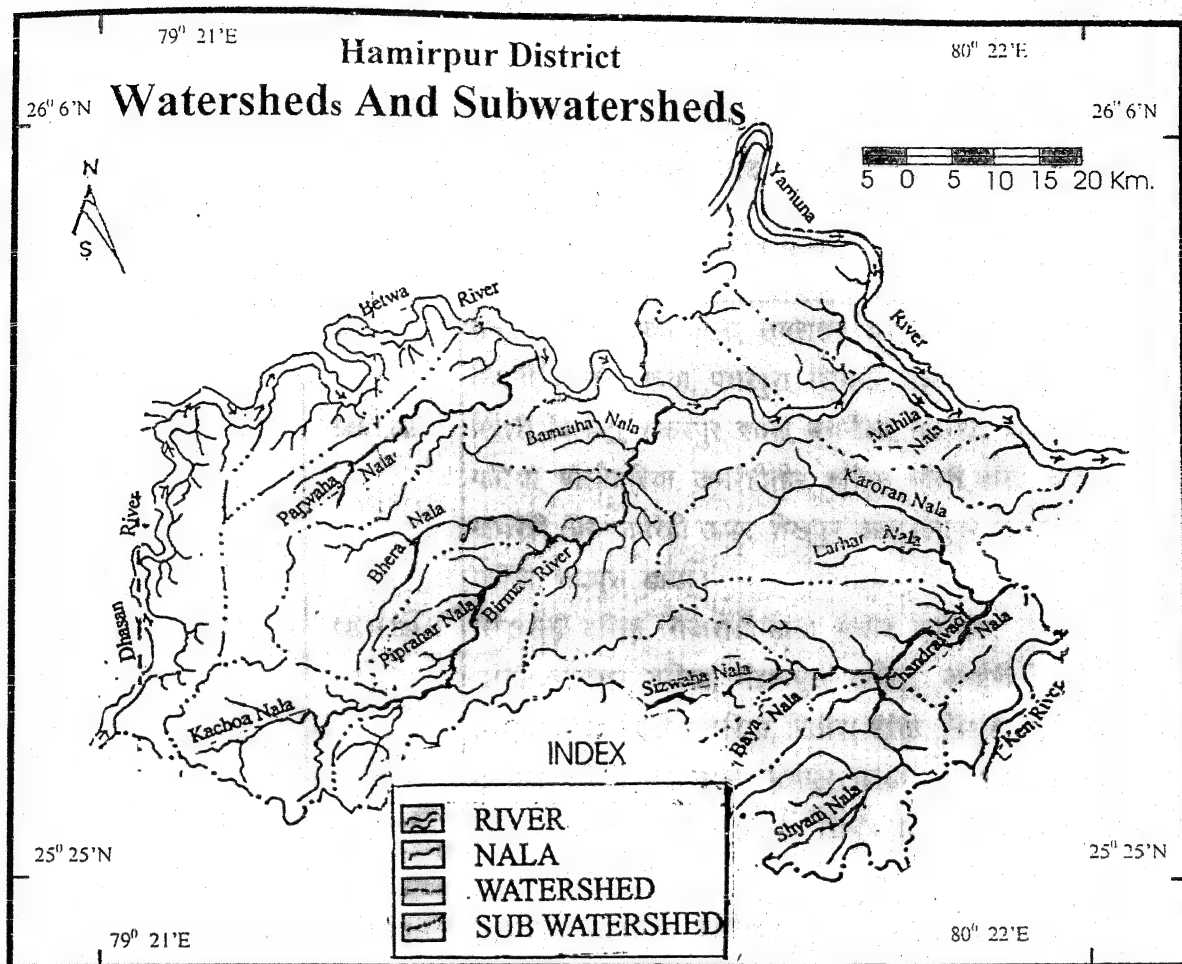 79° 21'E
80° 22'E
Hamirpur District
26° 6'N
Watersheds And Subwatersheds
26° 6'N
N
S
5 0 5 10 15 20 Km.
Yamuna
River
Betwa River
Bamraha Nala
Mahila Nala
Parwaha Nala
Karoran Nala
Bhera Nala
Larhar Nala
Dhasan River
Birma River
Piprahar Nala
Nala
Sizwaha Nala
Kachoa Nala
Baya Nala
Ken River
INDEX
Shyam Nala
RIVER
NALA
WATERSHED
SUB WATERSHED
25° 25'N
25° 25'N
79° 21'E
80° 22'E